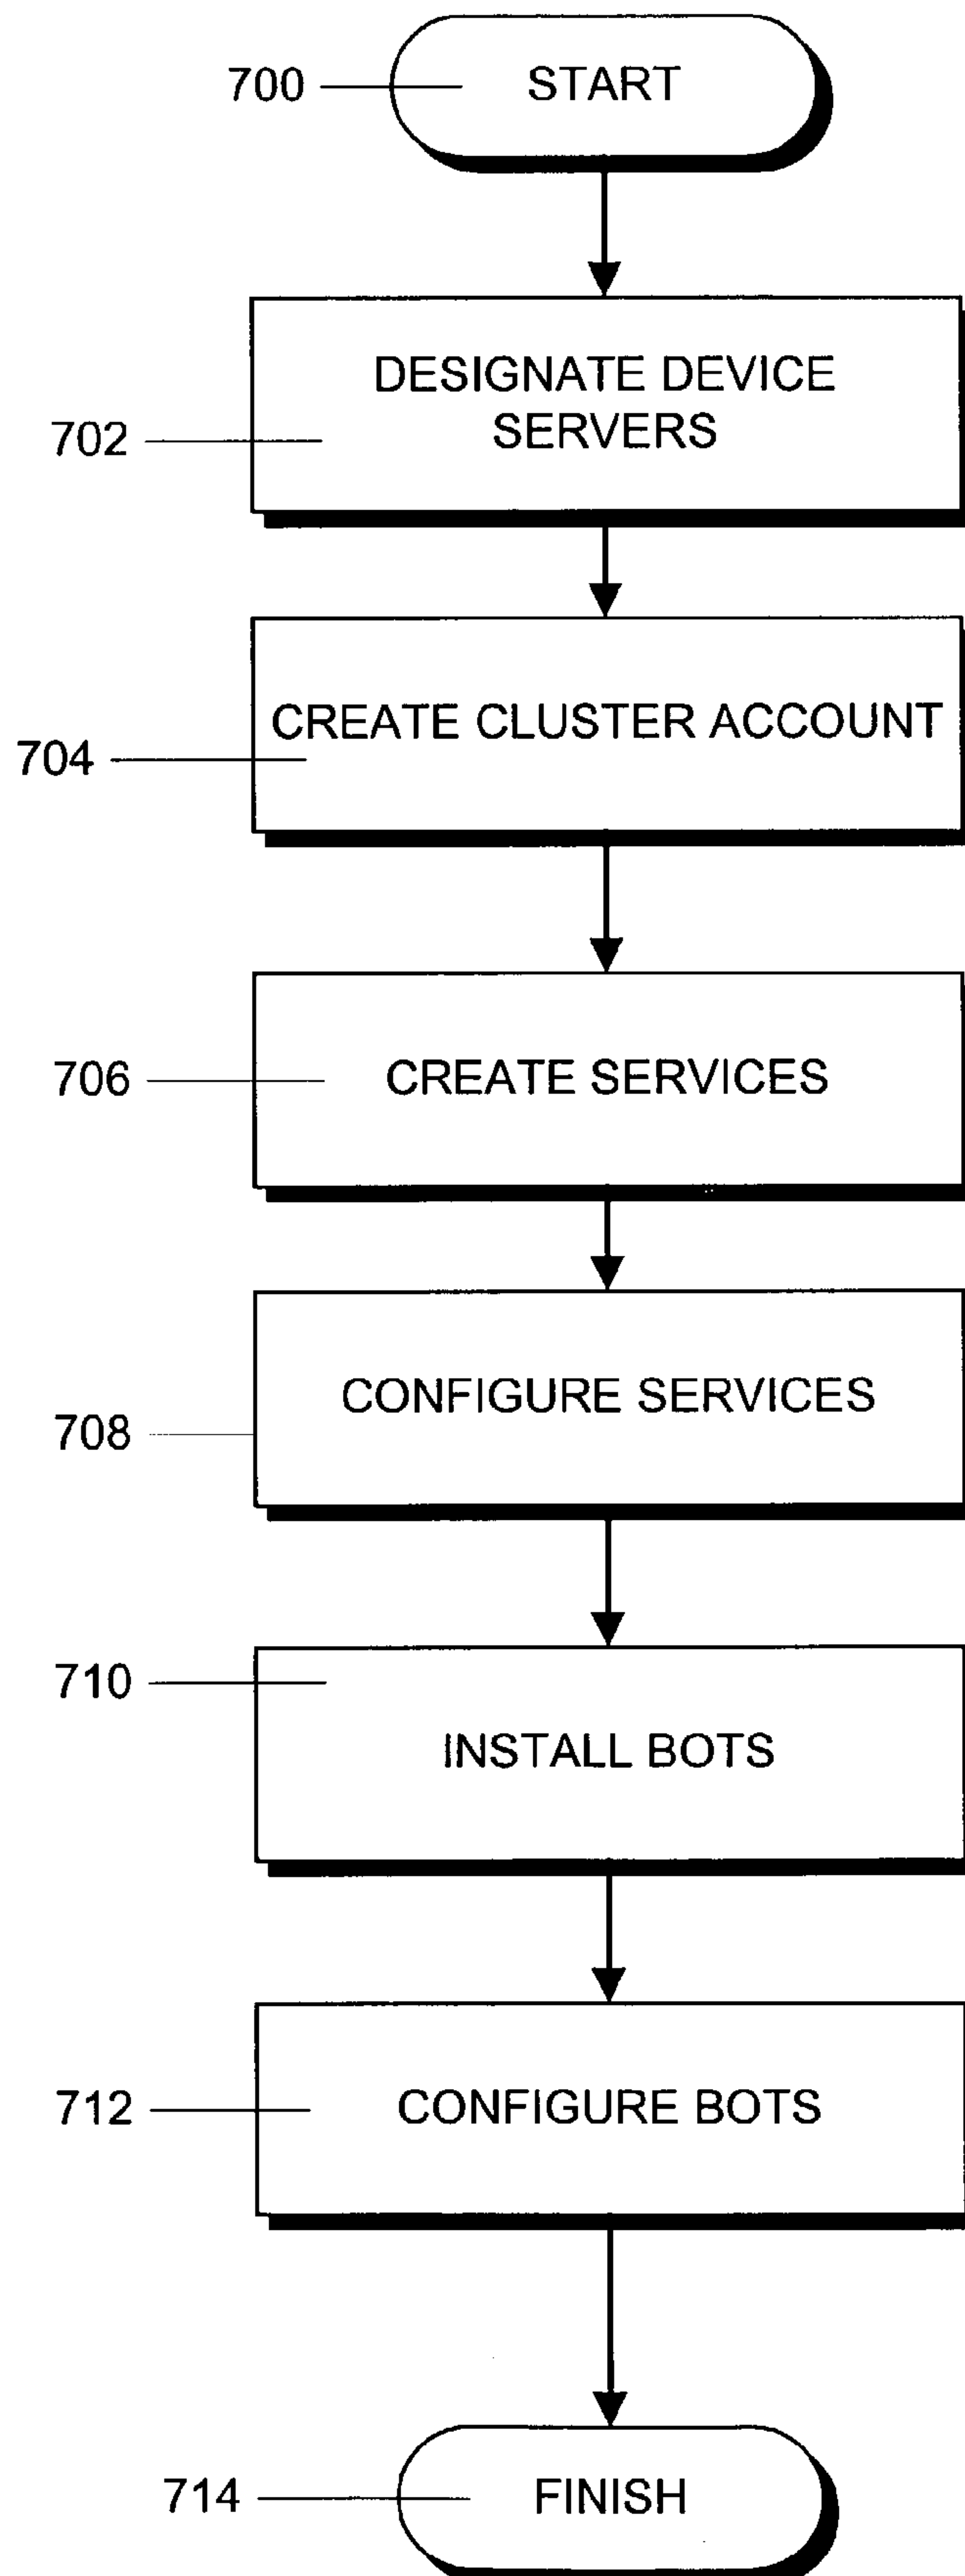 700
START
DESIGNATE DEVICE
SERVERS
702
CREATE CLUSTER ACCOUNT
704
706
CREATE SERVICES
CONFIGURE SERVICES
708
710
INSTALL BOTS
712
CONFIGURE BOTS
714
FINISH